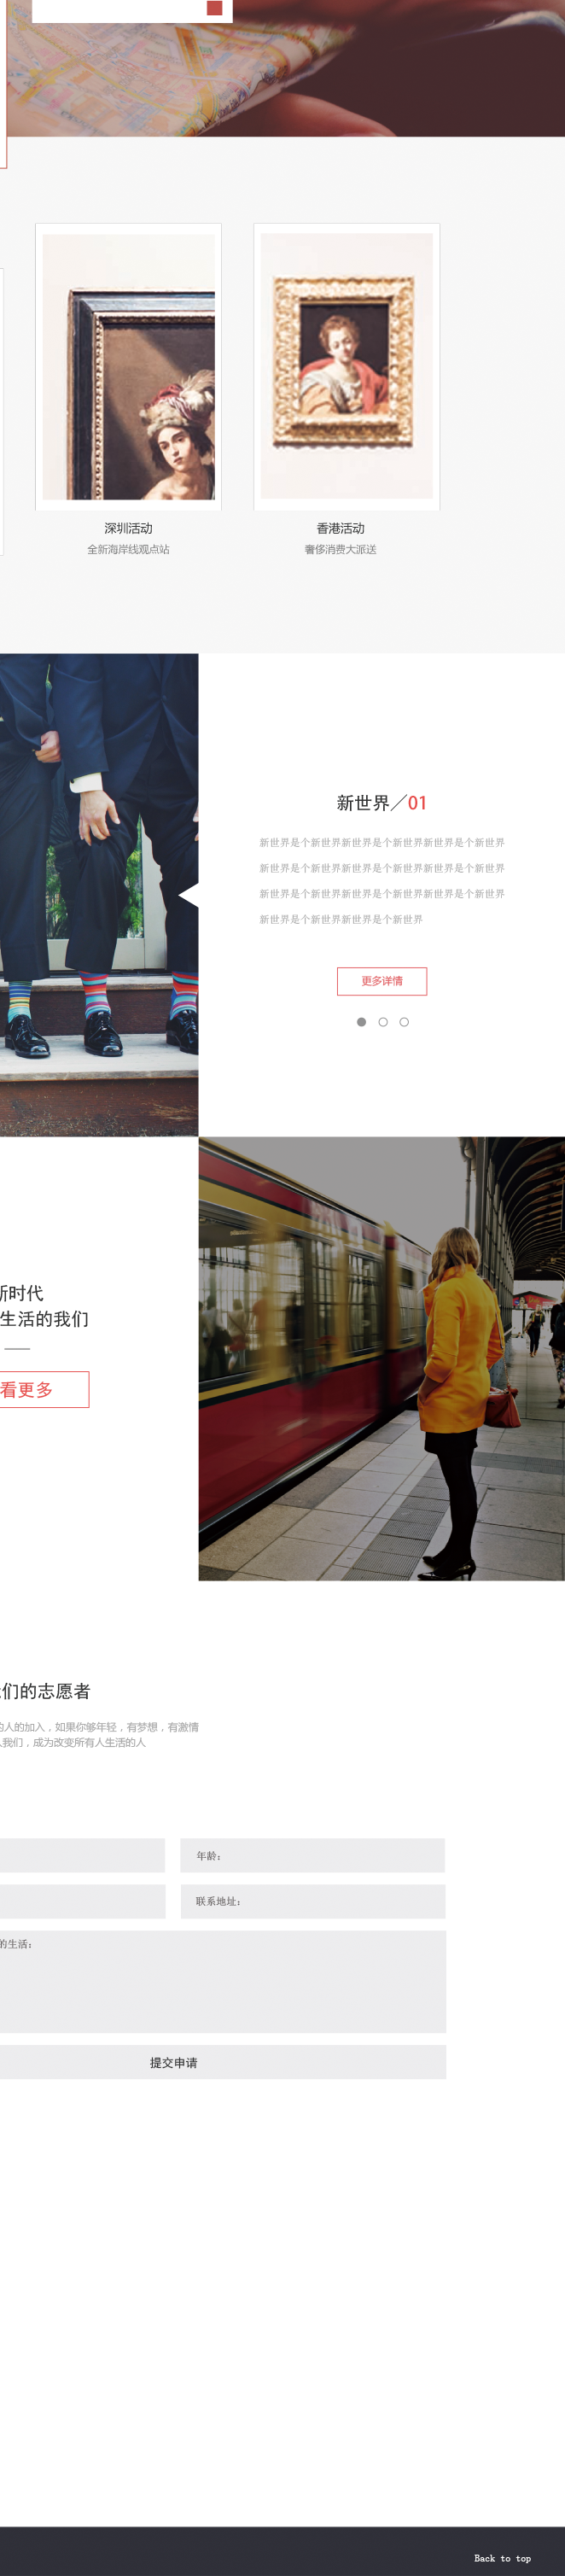 深圳活动
全新海岸线观点站
香港活动
奢侈消费大派送
新世界／01
新世界是个新世界新世界是个新世界新世界是个新世界
新世界是个新世界新世界是个新世界新世界是个新世界
新世界是个新世界新世界是个新世界新世界是个新世界
新世界是个新世界新世界是个新世界
更多详情
新时代
生活的我们
看更多
们的志愿者
的人的加入，如果你够年轻，有梦想，有激情
我们，成为改变所有人生活的人
年龄：
联系地址：
的生活：
提交申请
Back to top